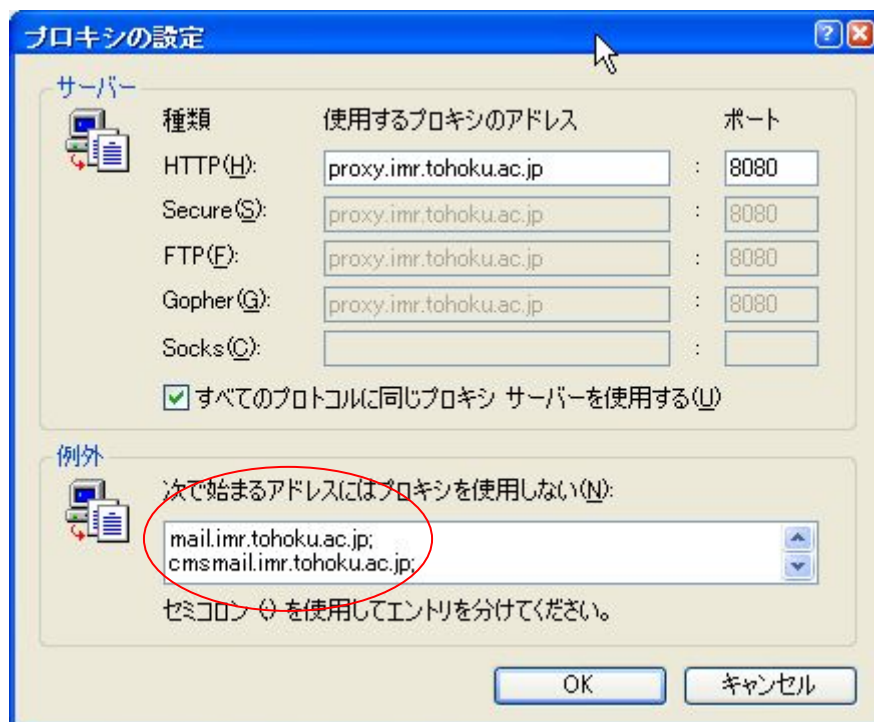 プロキシの設定
サーバー
種類 使用するプロキシのアドレス ポート
HTTP(H): proxy.imr.tohoku.ac.jp : 8080
Secure(S): proxy.imr.tohoku.ac.jp : 8080
FTP(F): proxy.imr.tohoku.ac.jp : 8080
Gopher(G): proxy.imr.tohoku.ac.jp : 8080
Socks(C): :
すべてのプロトコルに同じプロキシ サーバーを使用する(U)
例外
次で始まるアドレスにはプロキシを使用しない(N):
mail.imr.tohoku.ac.jp;
cmsmail.imr.tohoku.ac.jp;
セミコロン (;) を使用してエントリを分けてください。
OK キャンセル